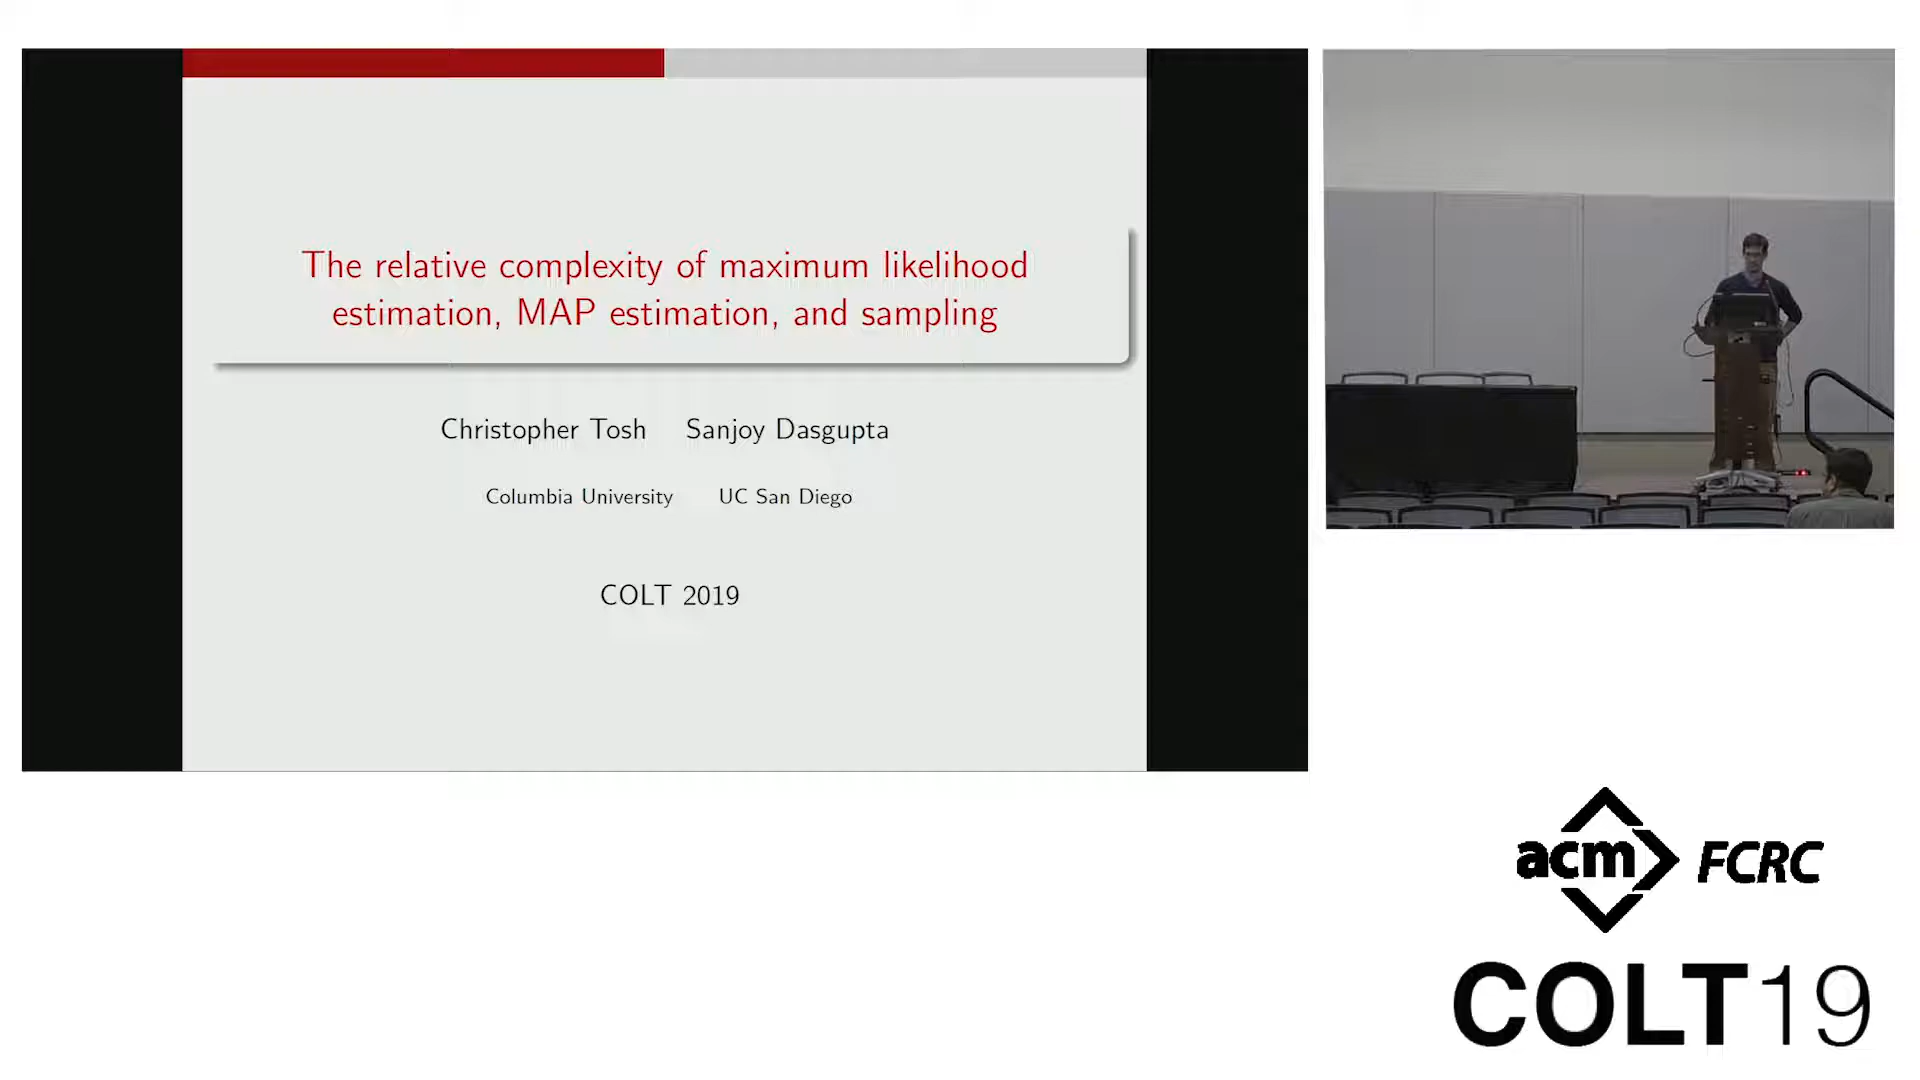 The relative complexity of maximum likelihood
estimation, MAP estimation, and sampling
Christopher Tosh Sanjoy Dasgupta
Columbia University UC San Diego
COLT 2019
acm FCRC
COLT19